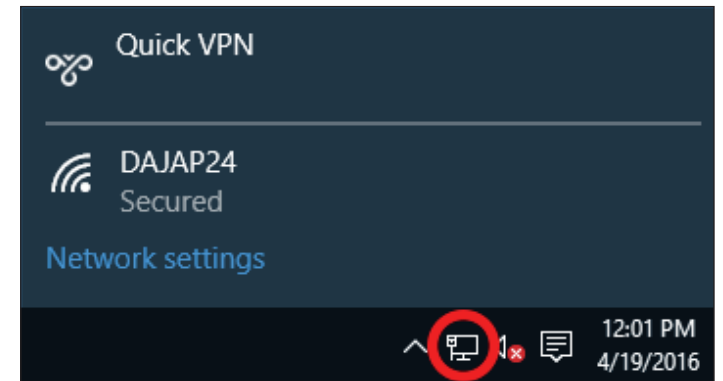 Quick VPN
DAJAP24
Secured
Network settings
12:01 PM
4/19/2016